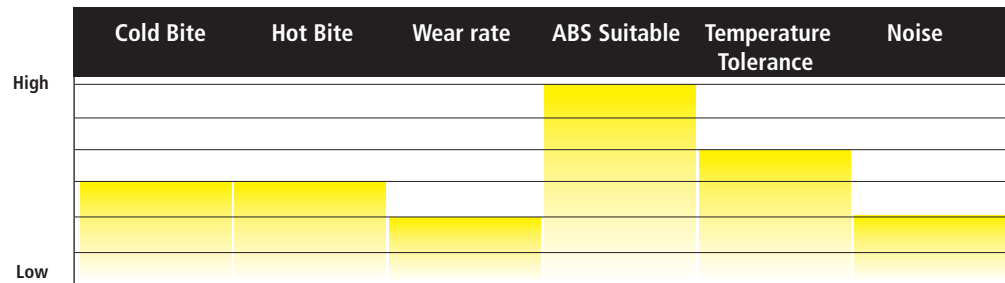 Cold Bite Hot Bite Wear rate ABS Suitable Temperature Tolerance Noise
High
Low